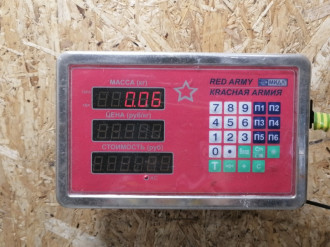 МАССА (кг)
0.06
ЦЕНА (руб/кг)
СТОИМОСТЬ (руб)
RED ARMY
МИДЛ
КРАСНАЯ АРМИЯ
7 8 9 П1 П2
4 5 6 П3 П4
1 2 3 П5 П6
0
T